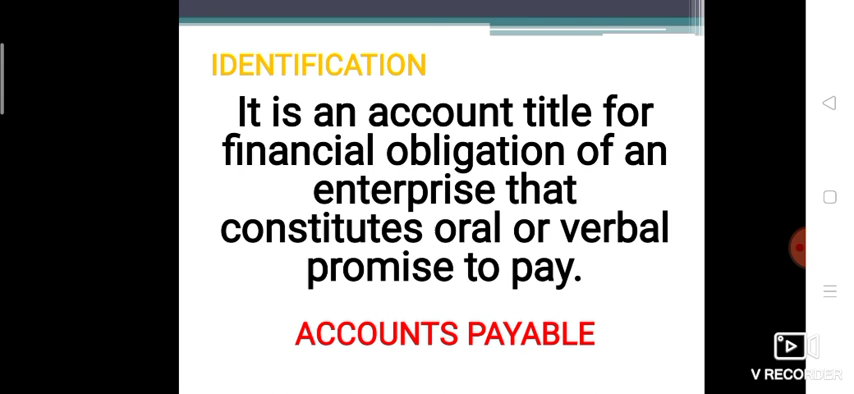 IDENTIFICATION
It is an account title for
financial obligation of an
enterprise that
constitutes oral or verbal
promise to pay.
ACCOUNTS PAYABLE
V RECORDER